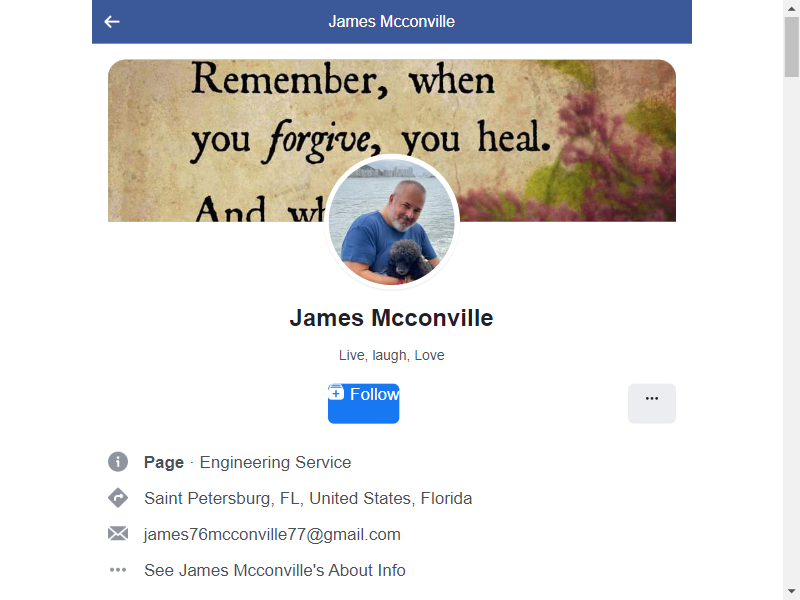 James Mcconville
Remember, when
you forgive, you heal.
And wh
James Mcconville
Live, laugh, Love
Follow
...
Page · Engineering Service
Saint Petersburg, FL, United States, Florida
james76mcconville77@gmail.com
See James Mcconville's About Info